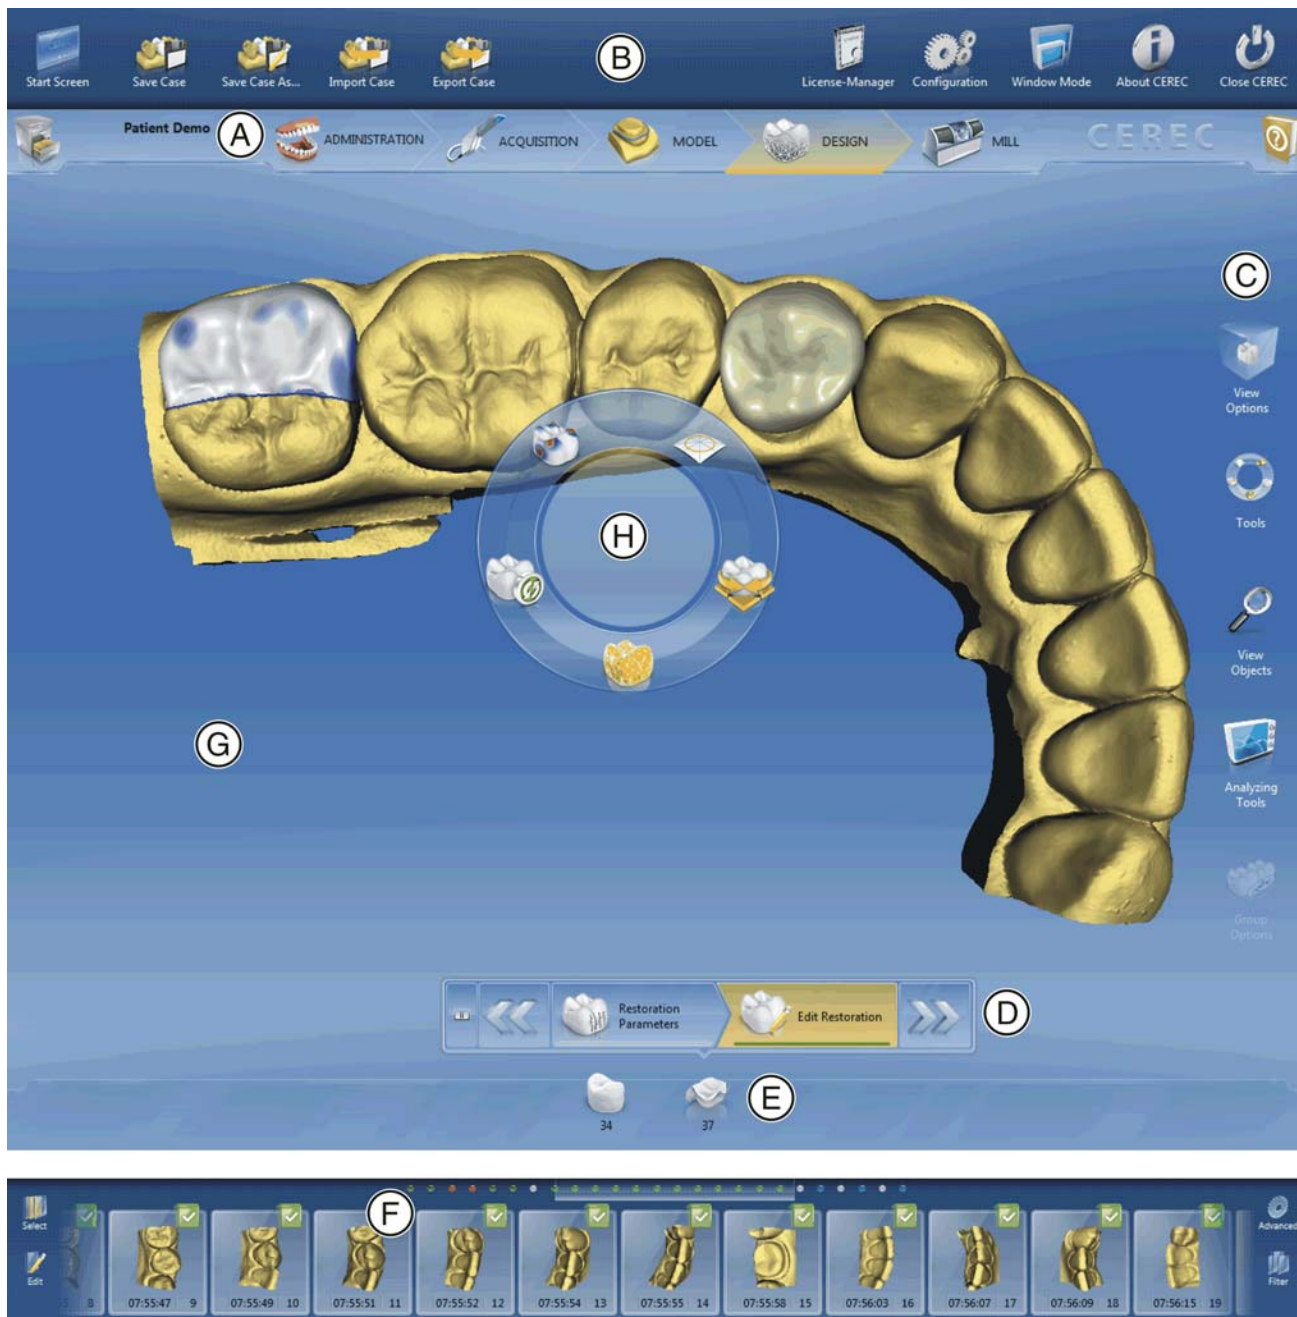 Start Screen
Save Case
Save Case As...
Import Case
Export Case
B
License-Manager
Configuration
Window Mode
About CEREC
Close CEREC
Patient Demo
A
ADMINISTRATION
ACQUISITION
MODEL
DESIGN
MILL
CEREC
?
C
View
Options
Tools
View
Objects
Analyzing
Tools
Group
Options
H
G
Restoration
Parameters
Edit Restoration
D
34
37
E
F
Select
Edit
Advanced
Filter
8
07:55:47 9
07:55:49 10
07:55:51 11
07:55:52 12
07:55:54 13
07:55:55 14
07:55:58 15
07:56:03 16
07:56:07 17
07:56:09 18
07:56:15 19